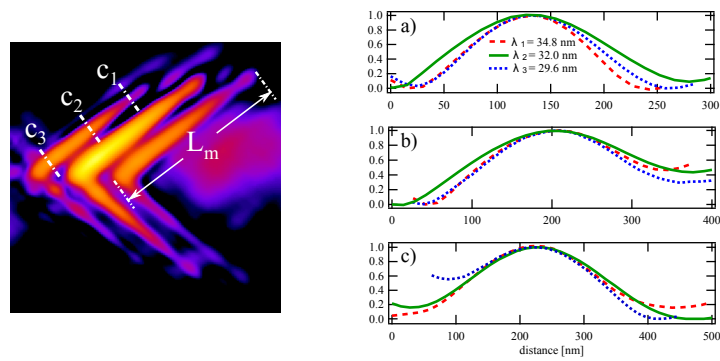 c₁
c₂
c₃
Lₘ
a)
1.0
0.8
0.6
0.4
0.2
0.0
λ₁ = 34.8 nm
λ₂ = 32.0 nm
λ₃ = 29.6 nm
0 50 100 150 200 250 300
b)
1.0
0.8
0.6
0.4
0.2
0.0
0 100 200 300 400
c)
1.0
0.8
0.6
0.4
0.2
0.0
0 100 200 300 400 500
distance [nm]